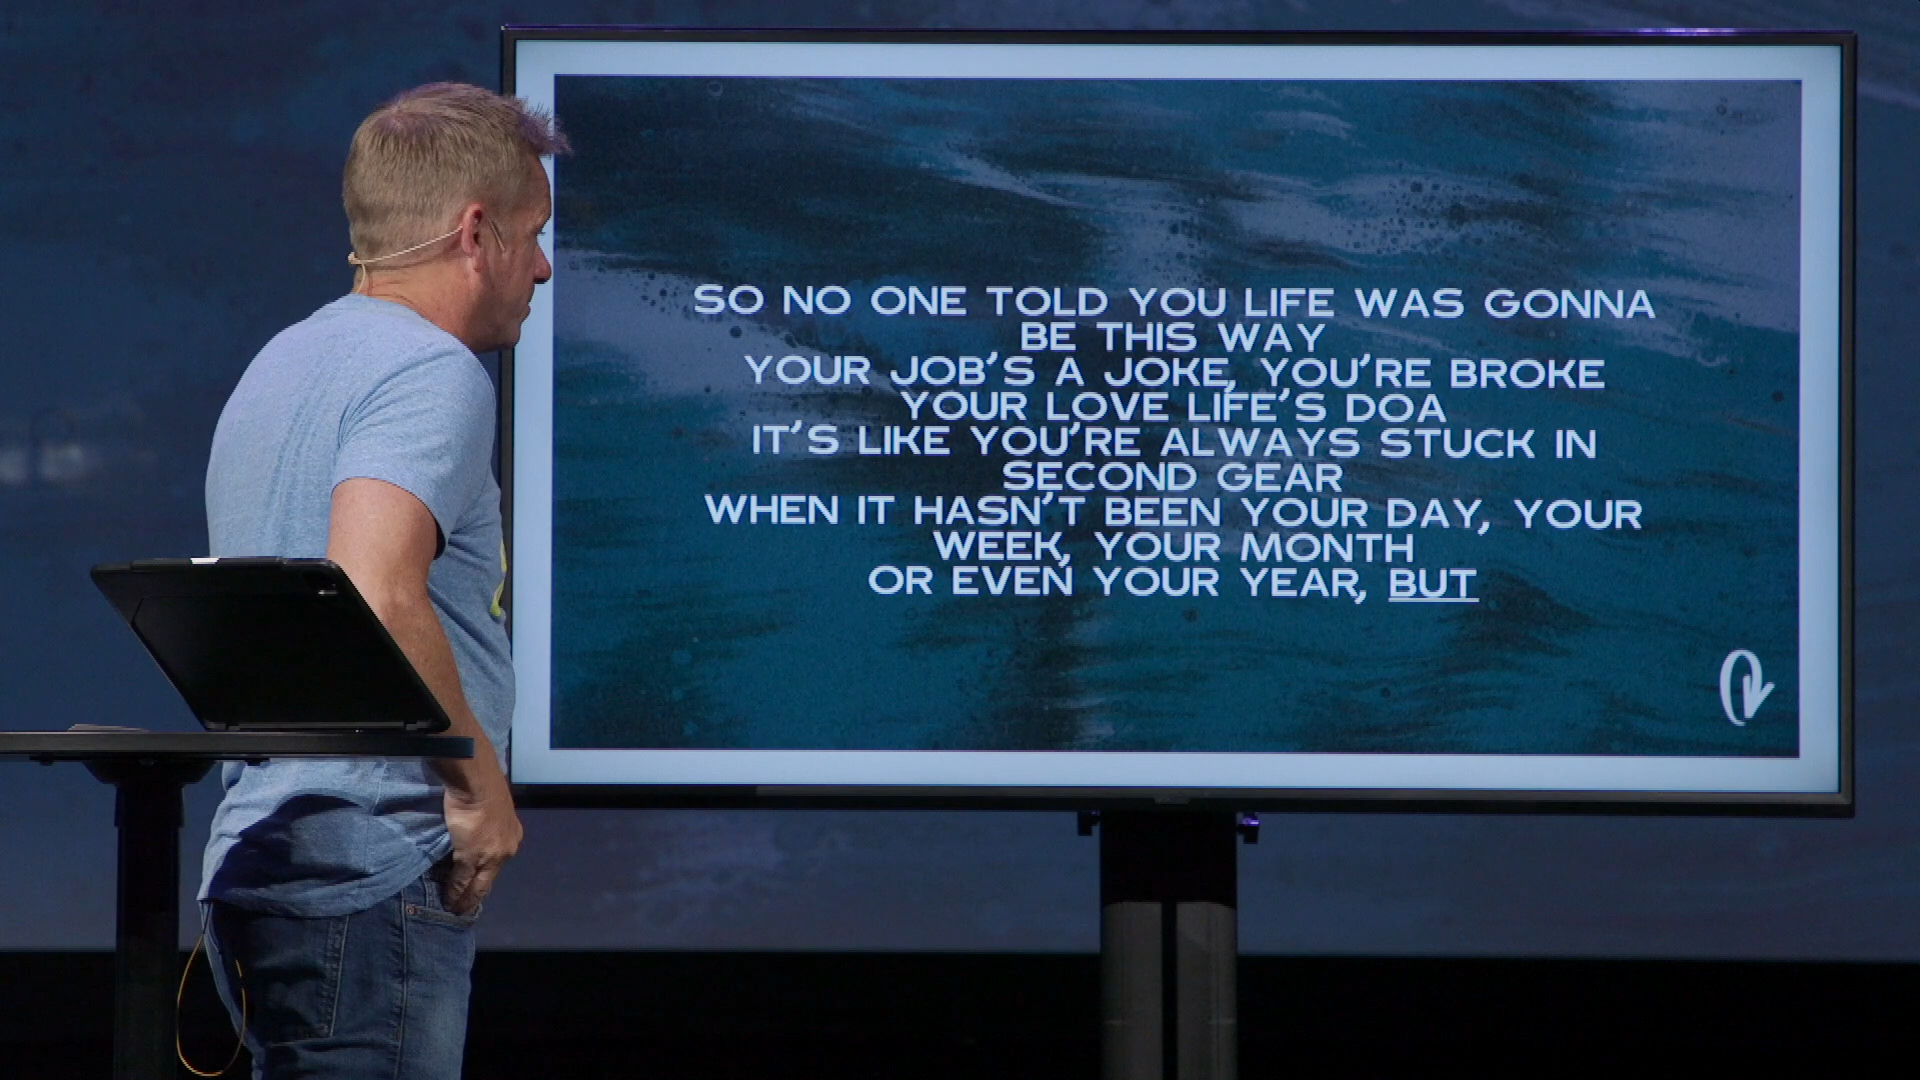 SO NO ONE TOLD YOU LIFE WAS GONNA
BE THIS WAY
YOUR JOB'S A JOKE, YOU'RE BROKE
YOUR LOVE LIFE'S DOA
IT'S LIKE YOU'RE ALWAYS STUCK IN
SECOND GEAR
WHEN IT HASN'T BEEN YOUR DAY, YOUR
WEEK, YOUR MONTH
OR EVEN YOUR YEAR, BUT